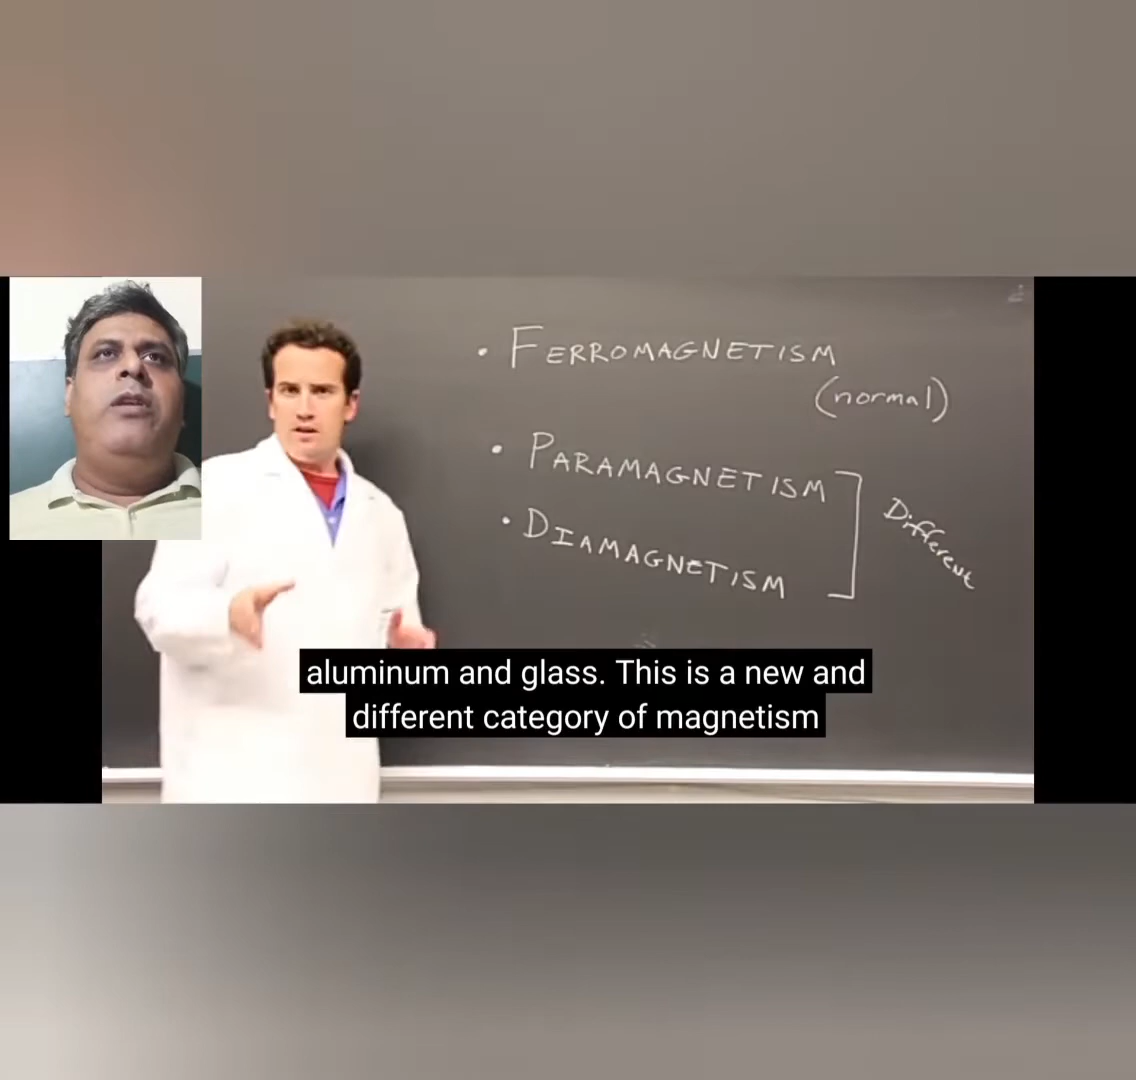 • FERROMAGNETISM
(normal)
• PARAMAGNETISM
• DIAMAGNETISM
Different
aluminum and glass. This is a new and
different category of magnetism